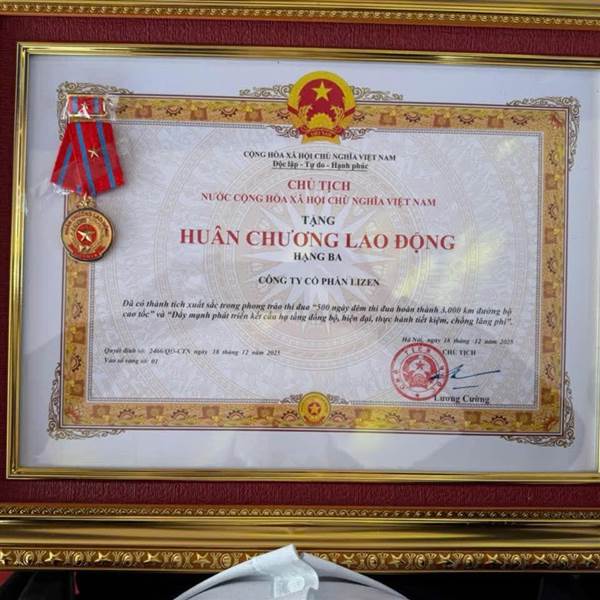 CỘNG HÒA XÃ HỘI CHỦ NGHĨA VIỆT NAM
Độc lập - Tự do - Hạnh phúc
CHỦ TỊCH
NƯỚC CỘNG HÒA XÃ HỘI CHỦ NGHĨA VIỆT NAM
TẶNG
HUÂN CHƯƠNG LAO ĐỘNG
HẠNG BA
CÔNG TY CỔ PHẦN LIZEN
Đã có thành tích xuất sắc trong phong trào thi đua "500 ngày đêm thi đua hoàn thành 3.000 km đường bộ
cao tốc" và "Đẩy mạnh phát triển kết cấu hạ tầng đồng bộ, hiện đại, thực hành tiết kiệm, chống lãng phí".
Hà Nội, ngày 18 tháng 12 năm 2025
Quyết định số: 2466/QĐ-CTN ngày 18 tháng 12 năm 2025
CHỦ TỊCH
Vào sổ vàng số: 01
Lương Cường